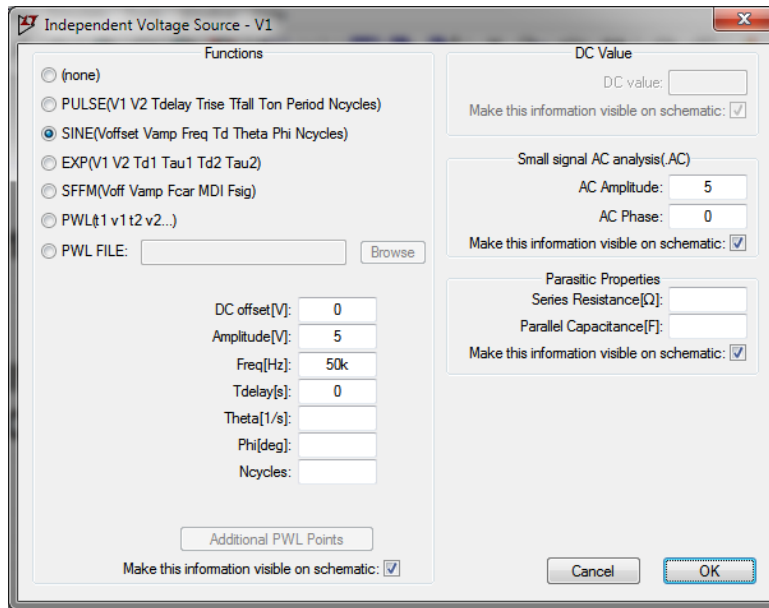 Independent Voltage Source - V1
Functions
(none)
PULSE(V1 V2 Tdelay Trise Tfall Ton Period Ncycles)
SINE(Voffset Vamp Freq Td Theta Phi Ncycles)
EXP(V1 V2 Td1 Tau1 Td2 Tau2)
SFFM(Voff Vamp Fcar MDI Fsig)
PWL(t1 v1 t2 v2...)
PWL FILE: Browse
DC offset[V]: 0
Amplitude[V]: 5
Freq[Hz]: 50k
Tdelay[s]: 0
Theta[1/s]:
Phi[deg]:
Ncycles:
Additional PWL Points
Make this information visible on schematic:
DC Value
DC value:
Make this information visible on schematic:
Small signal AC analysis(.AC)
AC Amplitude: 5
AC Phase: 0
Make this information visible on schematic:
Parasitic Properties
Series Resistance[Ω]:
Parallel Capacitance[F]:
Make this information visible on schematic:
Cancel OK